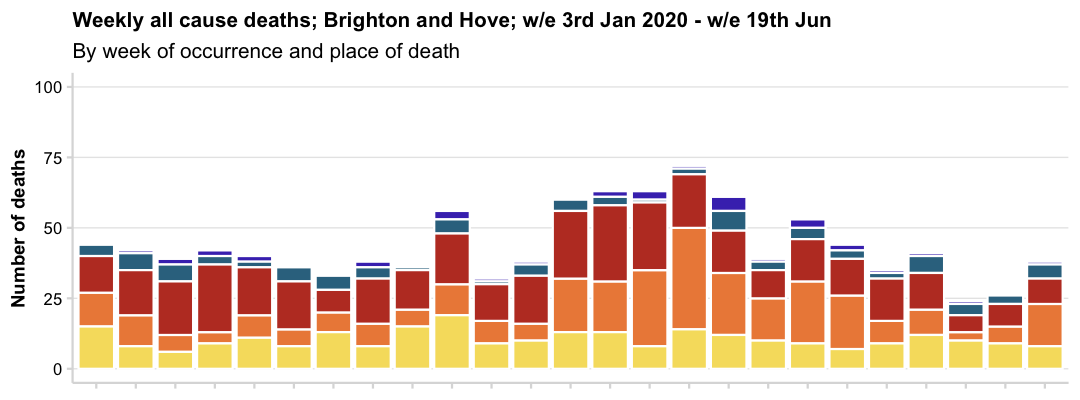 Weekly all cause deaths; Brighton and Hove; w/e 3rd Jan 2020 - w/e 19th Jun
By week of occurrence and place of death
100
75
50
25
0
Number of deaths